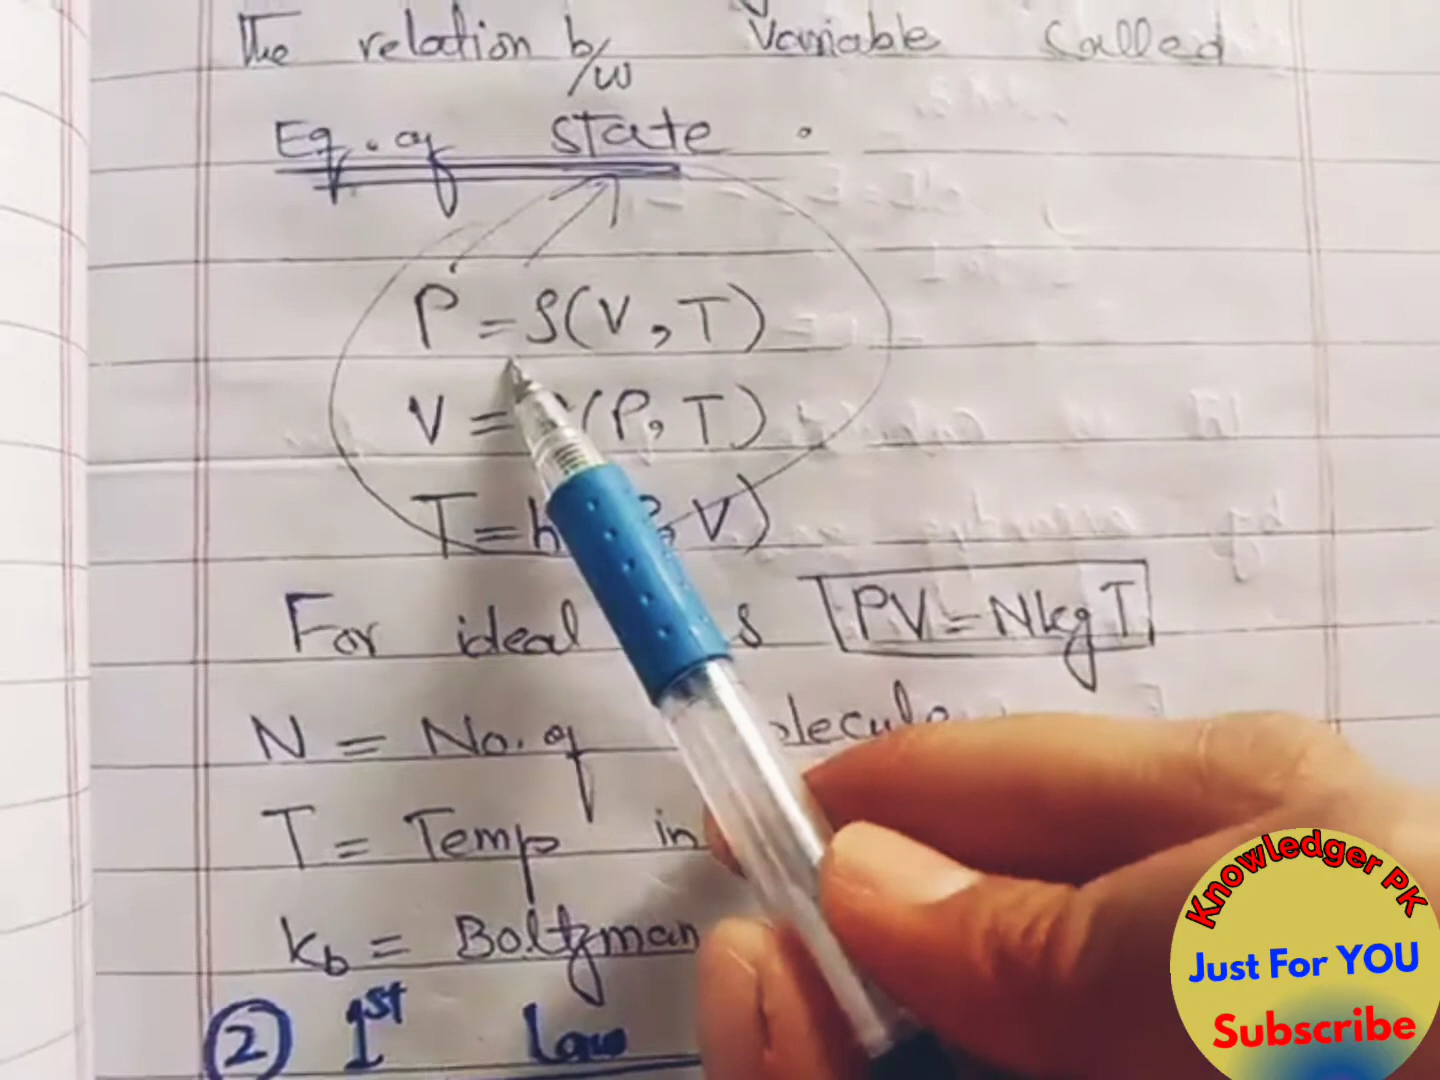 The relation b/w Variable Called
Eq. of state.
P = f(V, T)
V = (P, T)
T = h V)
For ideal s PV = NkBT
N = No. of olecule
T = Temp in
kb = Boltzman
② 1st Law
Knowledger PK
Just For YOU
Subscribe